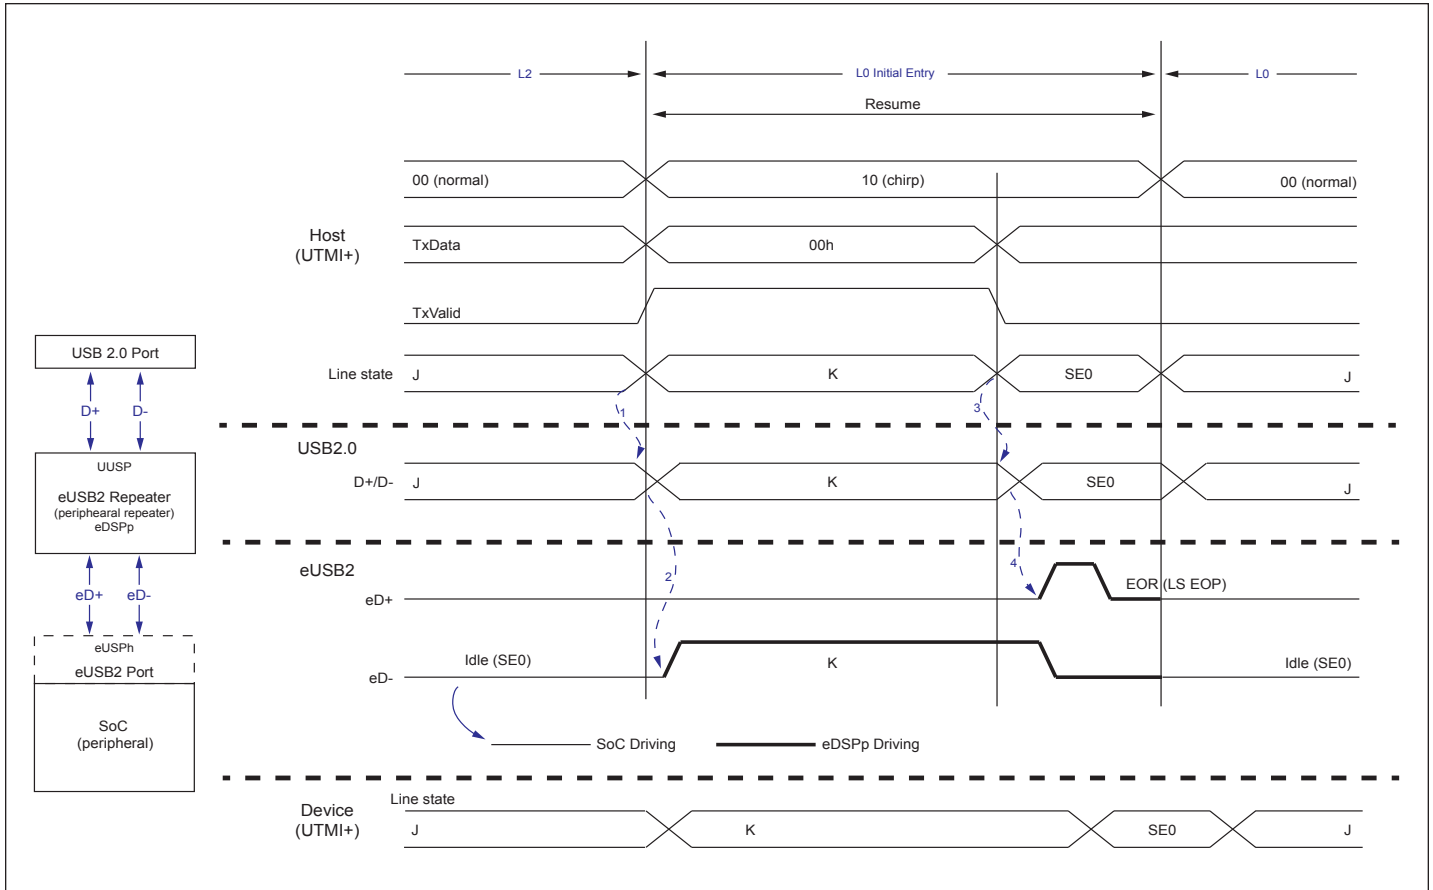 L2
L0 Initial Entry
L0
Resume
00 (normal)
10 (chirp)
00 (normal)
Host
(UTMI+)
TxData
00h
TxValid
Line state
J
K
SE0
J
1
3
USB2.0
D+/D-
J
K
SE0
J
2
4
eUSB2
eD+
EOR (LS EOP)
eD-
Idle (SE0)
K
Idle (SE0)
SoC Driving
eDSPp Driving
Device
(UTMI+)
Line state
J
K
SE0
J
USB 2.0 Port
D+
D-
UUSP
eUSB2 Repeater
(periphearal repeater)
eDSPp
eD+
eD-
eUSPh
eUSB2 Port
SoC
(peripheral)